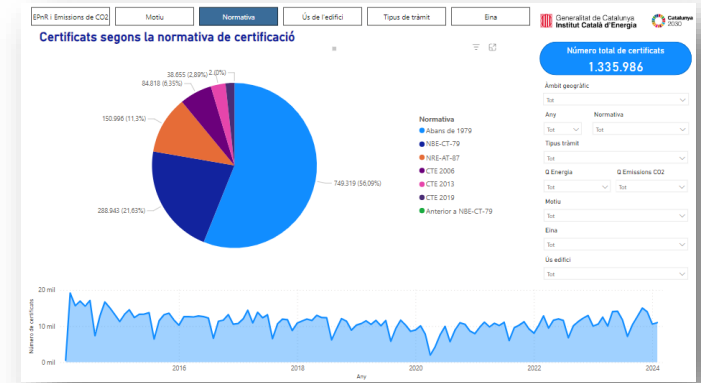 EPnR i Emissions de CO2
Motiu
Normativa
Ús de l'edifici
Tipus de tràmit
Eina
Generalitat de Catalunya
Institut Català d'Energia
Catalunya
2030
Certificats segons la normativa de certificació
Número total de certificats
1.335.986
Àmbit geogràfic
Tot
Any Normativa
Tot Tot
Tipus tràmit
Tot
Q Energia Q Emissions CO2
Tot Tot
Motiu
Tot
Eina
Tot
Ús edifici
Tot
38.655 (2,89%)
2.(0%)
84.818 (6,35%)
150.996 (11,3%)
288.943 (21,63%)
749.319 (56,09%)
Normativa
Abans de 1979
NBE-CT-79
NRE-AT-87
CTE 2006
CTE 2013
CTE 2019
Anterior a NBE-CT-79
Número de certificats
20 mil
10 mil
0 mil
2016 2018 2020 2022 2024
Any